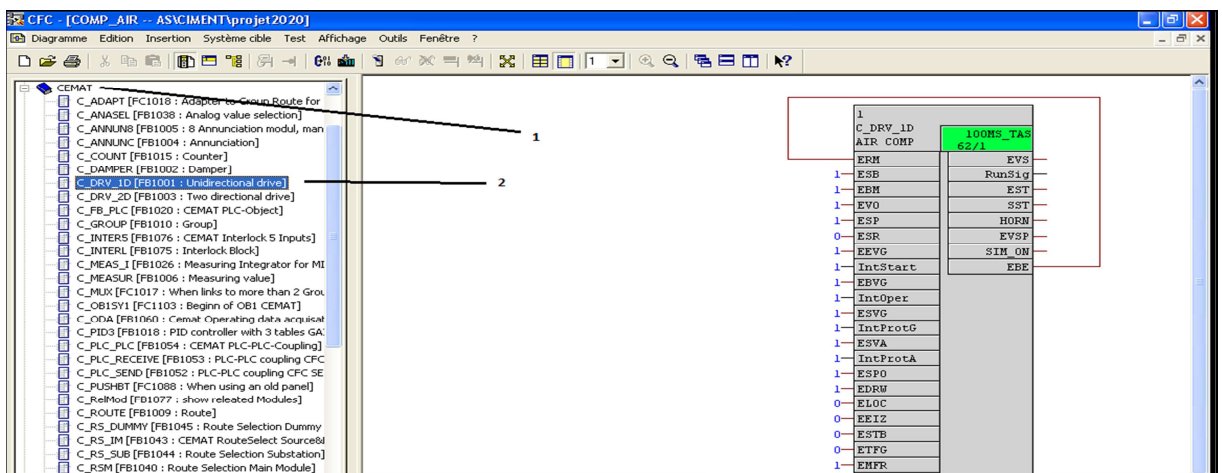 CFC - [COMP_AIR -- AS\CIMENT\projet2020]
Diagramme Edition Insertion Système cible Test Affichage Outils Fenêtre ?
1
CEMAT
C_ADAPT [FC1018 : Adapter to Group Route for
C_ANASEL [FB1038 : Analog value selection]
C_ANNUN8 [FB1005 : 8 Annunciation modul, man
C_ANNUNC [FB1004 : Annunciation]
C_COUNT [FB1015 : Counter]
C_DAMPER [FB1002 : Damper]
C_DRV_1D [FB1001 : Unidirectional drive]
C_DRV_2D [FB1003 : Two directional drive]
C_FB_PLC [FB1020 : CEMAT PLC-Object]
C_GROUP [FB1010 : Group]
C_INTER5 [FB1076 : CEMAT Interlock 5 Inputs]
C_INTERL [FB1075 : Interlock Block]
C_MEAS_I [FB1026 : Measuring Integrator for MI
C_MEASUR [FB1006 : Measuring value]
C_MUX [FC1017 : When links to more than 2 Grou
C_OB1SY1 [FC1103 : Beginn of OB1 CEMAT]
C_ODA [FB1060 : Cemat Operating data acquisat
C_PID3 [FB1018 : PID controller with 3 tables GA
C_PLC_PLC [FB1054 : CEMAT PLC-PLC-Coupling]
C_PLC_RECEIVE [FB1053 : PLC-PLC coupling CFC
C_PLC_SEND [FB1052 : PLC-PLC coupling CFC SE
C_PUSHBT [FC1088 : When using an old panel]
C_RelMod [FB1077 : show releated Modules]
C_ROUTE [FB1009 : Route]
C_RS_DUMMY [FB1045 : Route Selection Dummy
C_RS_IM [FB1043 : CEMAT RouteSelect Source&
C_RS_SUB [FB1044 : Route Selection Substation]
C_RSM [FB1040 : Route Selection Main Module]
1
2
1
C_DRV_1D
AIR COMP
100MS_TAS
62/1
ERM EVS
1 ESB RunSig
1 EBM EST
1 EVO SST
1 ESP HORN
0 ESR EVSP
1 EEVG SIM_ON
1 IntStart EBE
1 EBVG
1 IntOper
1 ESVG
1 IntProtG
1 ESVA
1 IntProtA
1 ESPO
1 EDRW
0 ELOC
0 EEIZ
0 ESTB
0 ETFG
1 EMFR